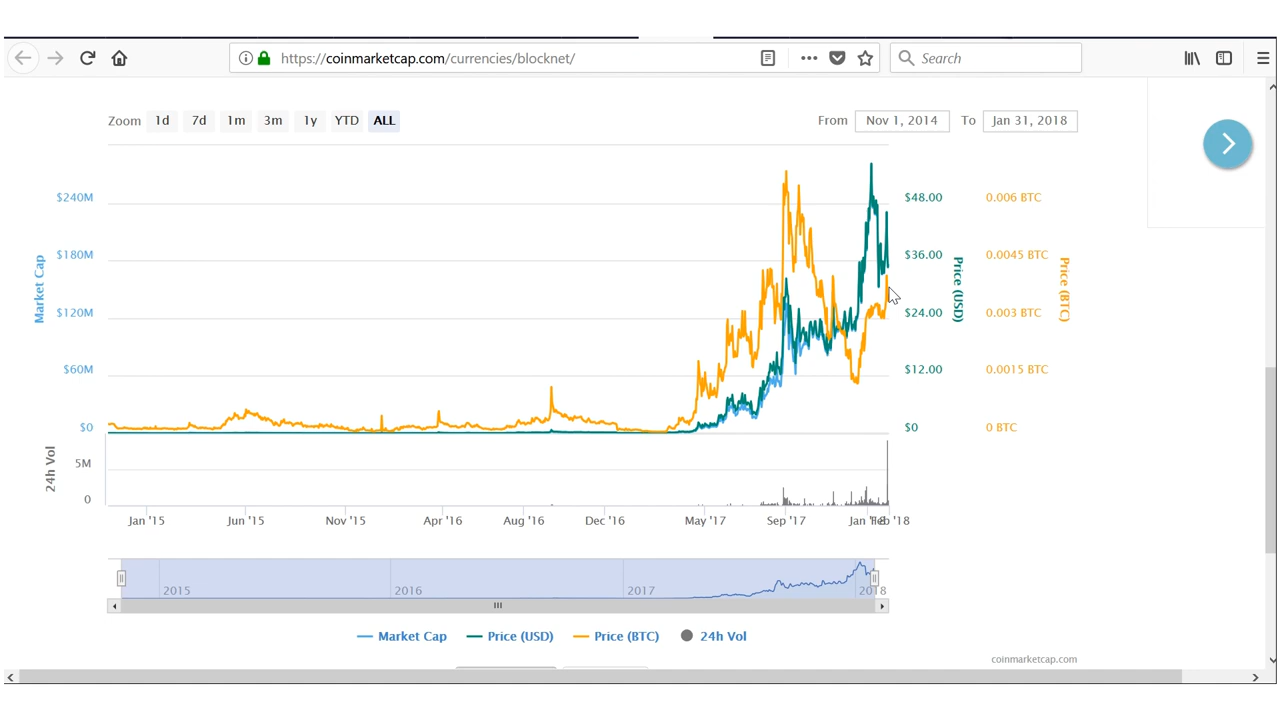 https://coinmarketcap.com/currencies/blocknet/
Search
Zoom 1d 7d 1m 3m 1y YTD ALL
From Nov 1, 2014 To Jan 31, 2018
$240M $48.00 0.006 BTC
$180M $36.00 0.0045 BTC
Market Cap
Price (USD)
Price (BTC)
$120M $24.00 0.003 BTC
$60M $12.00 0.0015 BTC
$0 $0 0 BTC
24h Vol
5M
0
Jan '15 Jun '15 Nov '15 Apr '16 Aug '16 Dec '16 May '17 Sep '17 Jan '18 Feb '18
2015 2016 2017 2018
Market Cap Price (USD) Price (BTC) 24h Vol
coinmarketcap.com